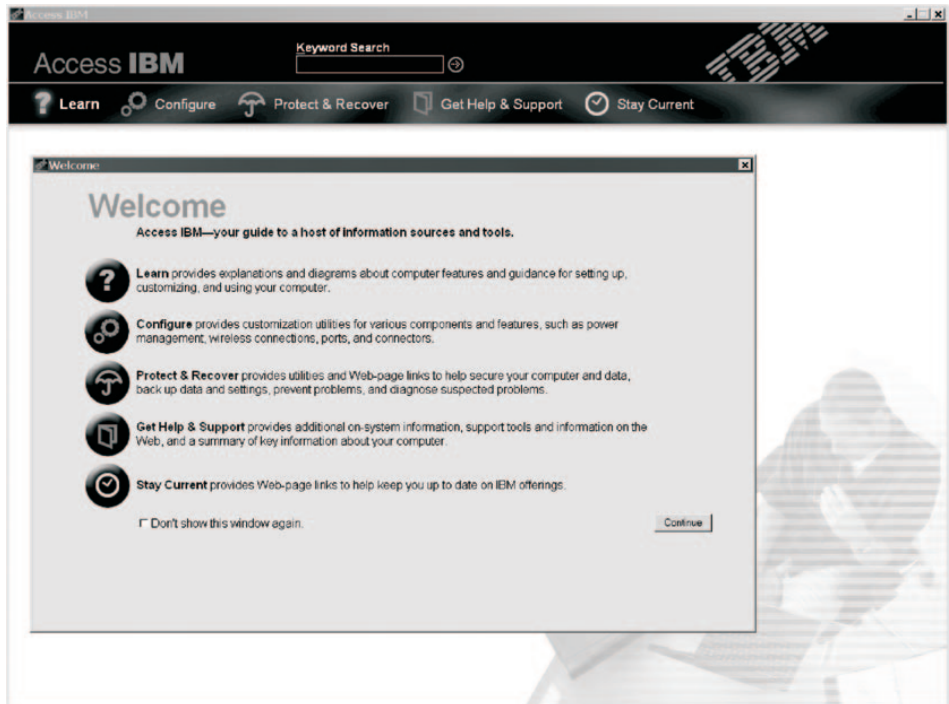 Access IBM
Keyword Search
Access IBM
IBM
Learn Configure Protect & Recover Get Help & Support Stay Current
Welcome
Welcome
Access IBM—your guide to a host of information sources and tools.
Learn provides explanations and diagrams about computer features and guidance for setting up,
customizing, and using your computer.
Configure provides customization utilities for various components and features, such as power
management, wireless connections, ports, and connectors.
Protect & Recover provides utilities and Web-page links to help secure your computer and data,
back up data and settings, prevent problems, and diagnose suspected problems.
Get Help & Support provides additional on-system information, support tools and information on the
Web, and a summary of key information about your computer.
Stay Current provides Web-page links to help keep you up to date on IBM offerings.
Don't show this window again.
Continue